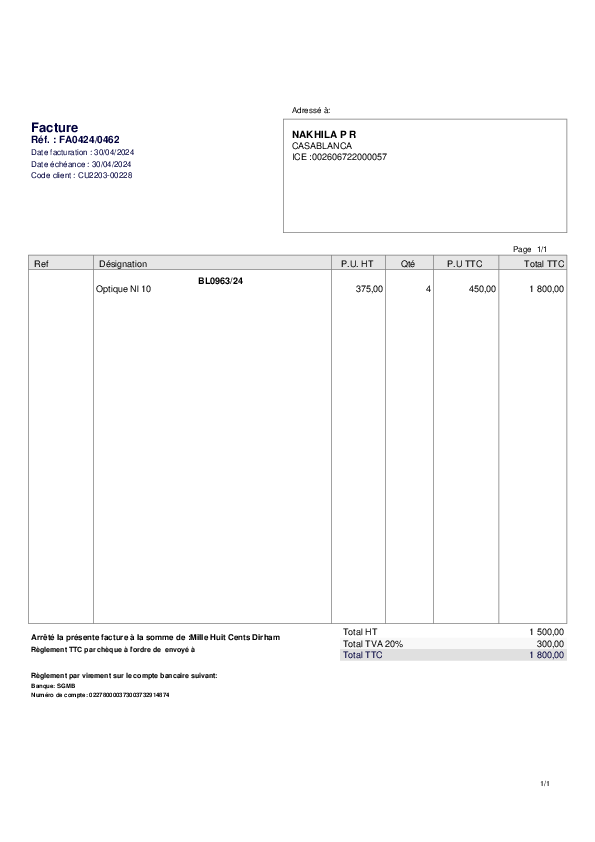 Adressé à:
Facture
Réf. : FA0424/0462
Date facturation : 30/04/2024
Date échéance : 30/04/2024
Code client : CU2203-00228
NAKHILA P R
CASABLANCA
ICE :002606722000057
Page 1/1
Ref Désignation P.U. HT Qté P.U TTC Total TTC
BL0963/24
Optique NI 10 375,00 4 450,00 1 800,00
Total HT 1 500,00
Arrêté la présente facture à la somme de :Mille Huit Cents Dirham
Total TVA 20% 300,00
Règlement TTC par chèque à l'ordre de envoyé à
Total TTC 1 800,00
Règlement par virement sur le compte bancaire suivant:
Banque: SGMB
Numéro de compte:
1/1